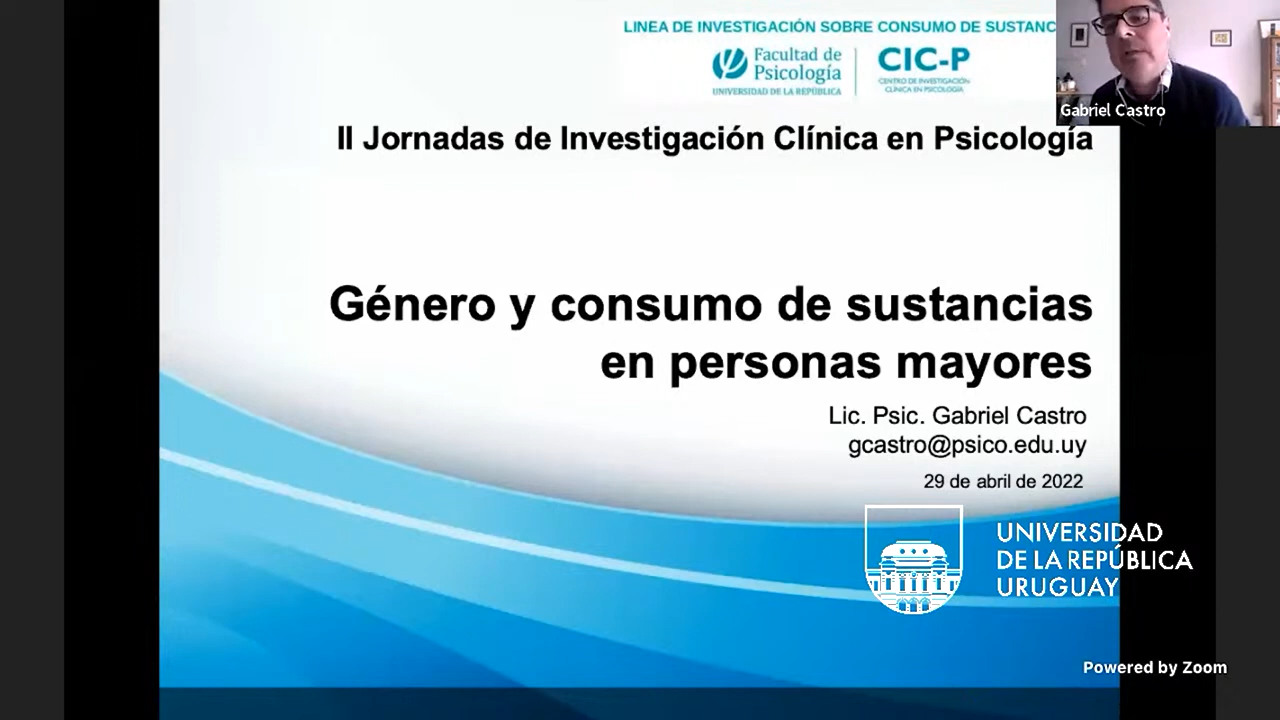 LINEA DE INVESTIGACIÓN SOBRE CONSUMO DE SUSTANC
Facultad de
Psicología
UNIVERSIDAD DE LA REPÚBLICA
CIC-P
CENTRO DE INVESTIGACIÓN
CLÍNICA EN PSICOLOGÍA
Gabriel Castro
II Jornadas de Investigación Clínica en Psicología
Género y consumo de sustancias
en personas mayores
Lic. Psic. Gabriel Castro
gcastro@psico.edu.uy
29 de abril de 2022
UNIVERSIDAD
DE LA REPÚBLICA
URUGUAY
Powered by Zoom